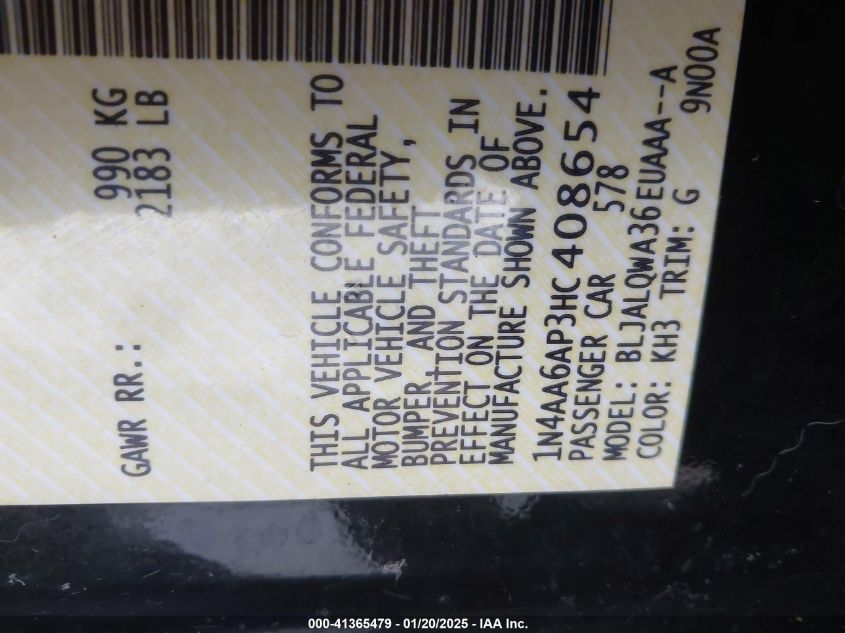 GAWR RR.: 990 KG
2183 LB
THIS VEHICLE CONFORMS TO
ALL APPLICABLE FEDERAL
MOTOR VEHICLE SAFETY,
BUMPER, AND THEFT
PREVENTION STANDARDS IN
EFFECT ON THE DATE OF
MANUFACTURE SHOWN ABOVE.
1N4AA6AP3HC408654
PASSENGER CAR 578
MODEL: BLJALQWA36EUAAA--A
COLOR: KH3 TRIM: G
9N00A
000-41365479 - 01/20/2025 - IAA Inc.